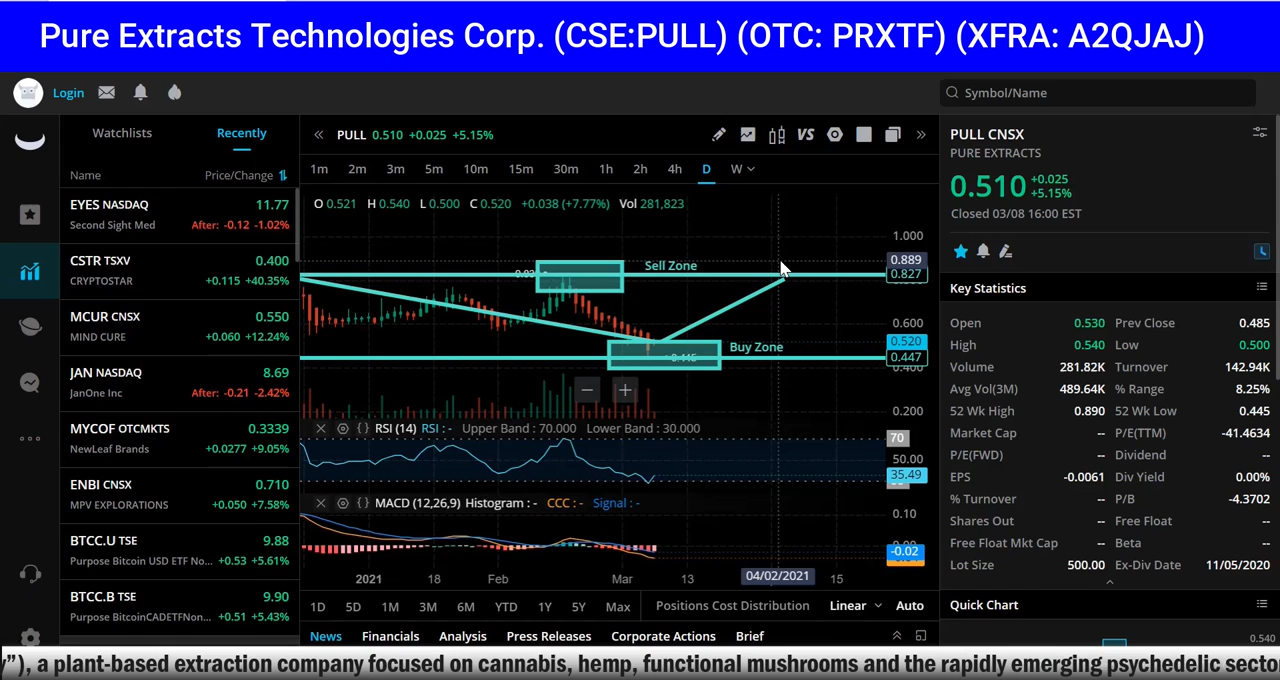 Pure Extracts Technologies Corp. (CSE:PULL) (OTC: PRXTF) (XFRA: A2QJAJ)
Login
Symbol/Name
Watchlists Recently
Name Price/Change
EYES NASDAQ 11.77
Second Sight Med After: -0.12 -1.02%
CSTR TSXV 0.400
CRYPTOSTAR +0.115 +40.35%
MCUR CNSX 0.550
MIND CURE +0.060 +12.24%
JAN NASDAQ 8.69
JanOne Inc After: -0.21 -2.42%
MYCOF OTCMKTS 0.3339
NewLeaf Brands +0.0277 +9.05%
ENBI CNSX 0.710
MPV EXPLORATIONS +0.050 +7.58%
BTCC.U TSE 9.88
Purpose Bitcoin USD ETF No... +0.53 +5.61%
BTCC.B TSE 9.90
Purpose BitcoinCADETFNon... +0.51 +5.43%
PULL 0.510 +0.025 +5.15%
VS
1m 2m 3m 5m 10m 15m 30m 1h 2h 4h D W
O 0.521 H 0.540 L 0.500 C 0.520 +0.038 (+7.77%) Vol 281,823
1.000
0.889
Sell Zone
0.827
0.600
0.520
Buy Zone
0.447
0.400
0.200
RSI (14) RSI : - Upper Band : 70.000 Lower Band : 30.000
70
50.00
35.49
MACD (12,26,9) Histogram : - CCC : - Signal : -
0.10
0.00
-0.02
2021 18 Feb Mar 13 04/02/2021 15
1D 5D 1M 3M 6M YTD 1Y 5Y Max Positions Cost Distribution Linear Auto
News Financials Analysis Press Releases Corporate Actions Brief
PULL CNSX
PURE EXTRACTS
0.510 +0.025
+5.15%
Closed 03/08 16:00 EST
L
Key Statistics
Open 0.530 Prev Close 0.485
High 0.540 Low 0.500
Volume 281.82K Turnover 142.94K
Avg Vol(3M) 489.64K % Range 8.25%
52 Wk High 0.890 52 Wk Low 0.445
Market Cap -- P/E(TTM) -41.4634
P/E(FWD) -- Dividend --
EPS -0.0061 Div Yield 0.00%
% Turnover -- P/B -4.3702
Shares Out -- Free Float --
Free Float Mkt Cap -- Beta --
Lot Size 500.00 Ex-Div Date 11/05/2020
Quick Chart
0.540
y”), a plant-based extraction company focused on cannabis, hemp, functional mushrooms and the rapidly emerging psychedelic secto